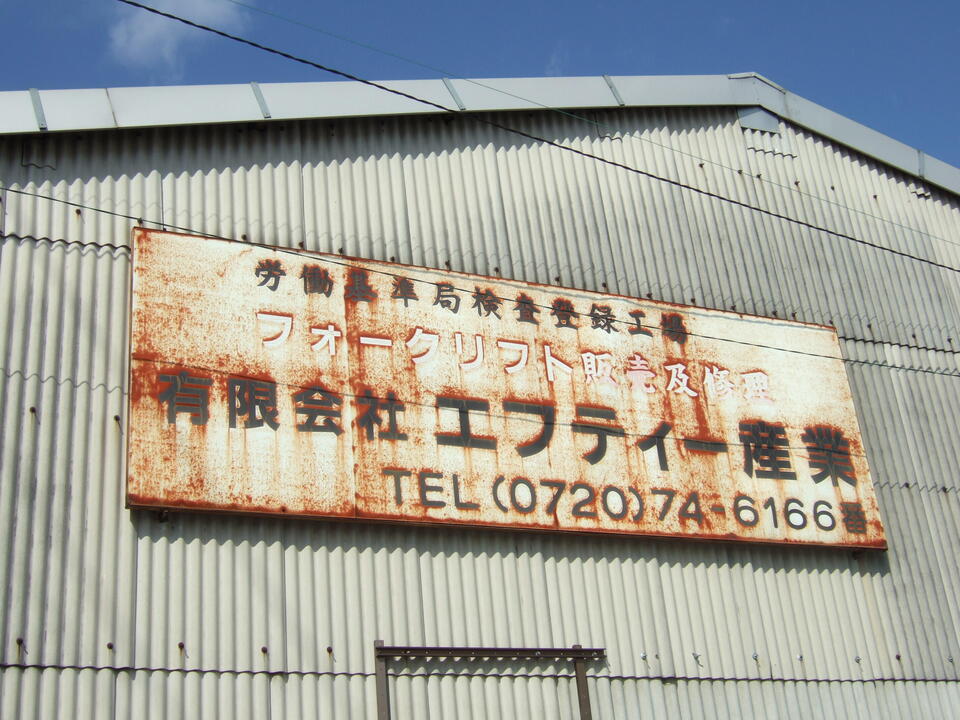 労働基準局検査登録工場
フォークリフト販売及修理
有限会社エフティー産業
TEL(0720)74-6166番